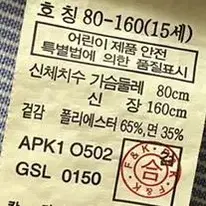 호 칭 80-160(15세)
어린이 제품 안전
특별법에 의한 품질표시
신체치수 가슴둘레 80cm
신 장 160cm
겉감 폴리에스터 65%, 면 35%
APK1 O502
GSL 0150
F&K
合
F&K